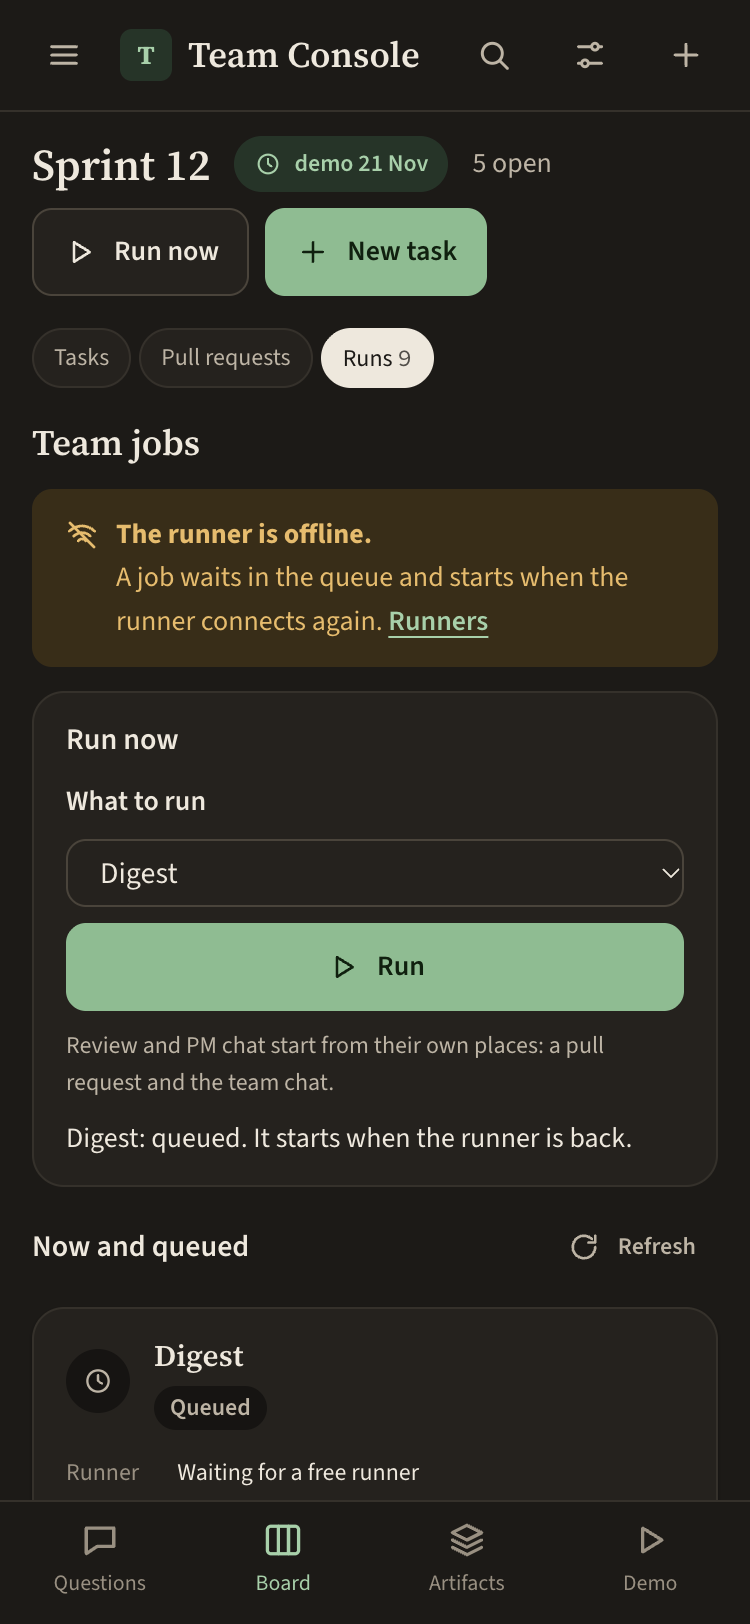 T Team Console
Sprint 12 demo 21 Nov 5 open
Run now New task
Tasks Pull requests Runs 9
Team jobs
The runner is offline.
A job waits in the queue and starts when the
runner connects again. Runners
Run now
What to run
Digest
Run
Review and PM chat start from their own places: a pull
request and the team chat.
Digest: queued. It starts when the runner is back.
Now and queued Refresh
Digest
Queued
Runner Waiting for a free runner
Questions Board Artifacts Demo